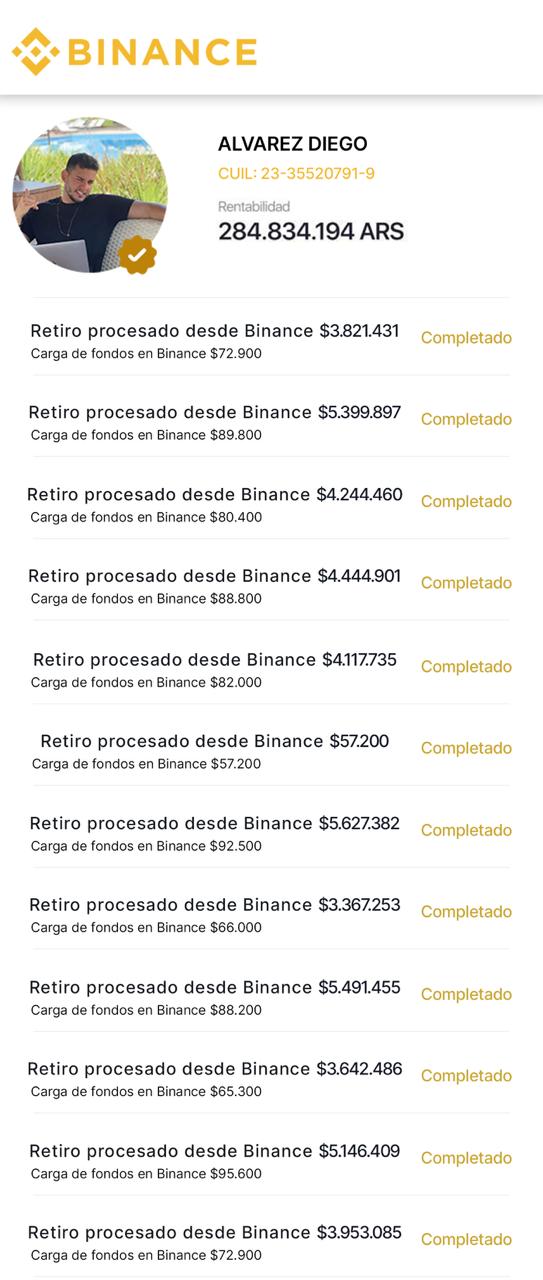 BINANCE
ALVAREZ DIEGO
CUIL: 23-35520791-9
Rentabilidad
284.834.194 ARS
Retiro procesado desde Binance $3.821.431
Completado
Carga de fondos en Binance $72.900
Retiro procesado desde Binance $5.399.897
Completado
Carga de fondos en Binance $89.800
Retiro procesado desde Binance $4.244.460
Completado
Carga de fondos en Binance $80.400
Retiro procesado desde Binance $4.444.901
Completado
Carga de fondos en Binance $88.800
Retiro procesado desde Binance $4.117.735
Completado
Carga de fondos en Binance $82.000
Retiro procesado desde Binance $57.200
Completado
Carga de fondos en Binance $57.200
Retiro procesado desde Binance $5.627.382
Completado
Carga de fondos en Binance $92.500
Retiro procesado desde Binance $3.367.253
Completado
Carga de fondos en Binance $66.000
Retiro procesado desde Binance $5.491.455
Completado
Carga de fondos en Binance $88.200
Retiro procesado desde Binance $3.642.486
Completado
Carga de fondos en Binance $65.300
Retiro procesado desde Binance $5.146.409
Completado
Carga de fondos en Binance $95.600
Retiro procesado desde Binance $3.953.085
Completado
Carga de fondos en Binance $72.900